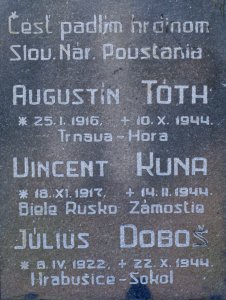 Česť padlým hrdinom
Slov. Nár. Povstania
AUGUSTÍN TÓTH
* 25. I. 1916. + 10. X. 1944.
Trnava – Hora
VINCENT KUNA
* 18. XI. 1917. + 14. II. 1944.
Biele Rusko Zámostie
JÚLIUS DOBOŠ
* 8. IV. 1922. + 22. X. 1944.
Hrabušice – Sokol